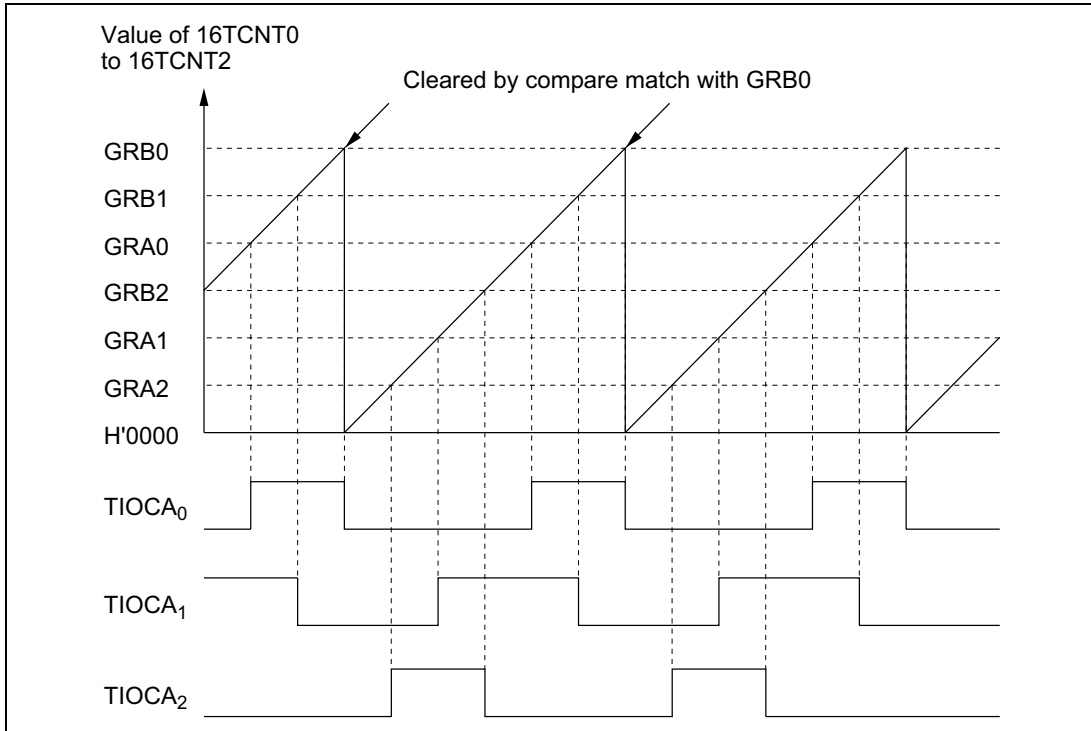 Value of 16TCNT0
to 16TCNT2
Cleared by compare match with GRB0
GRB0
GRB1
GRA0
GRB2
GRA1
GRA2
H'0000
TIOCA0
TIOCA1
TIOCA2